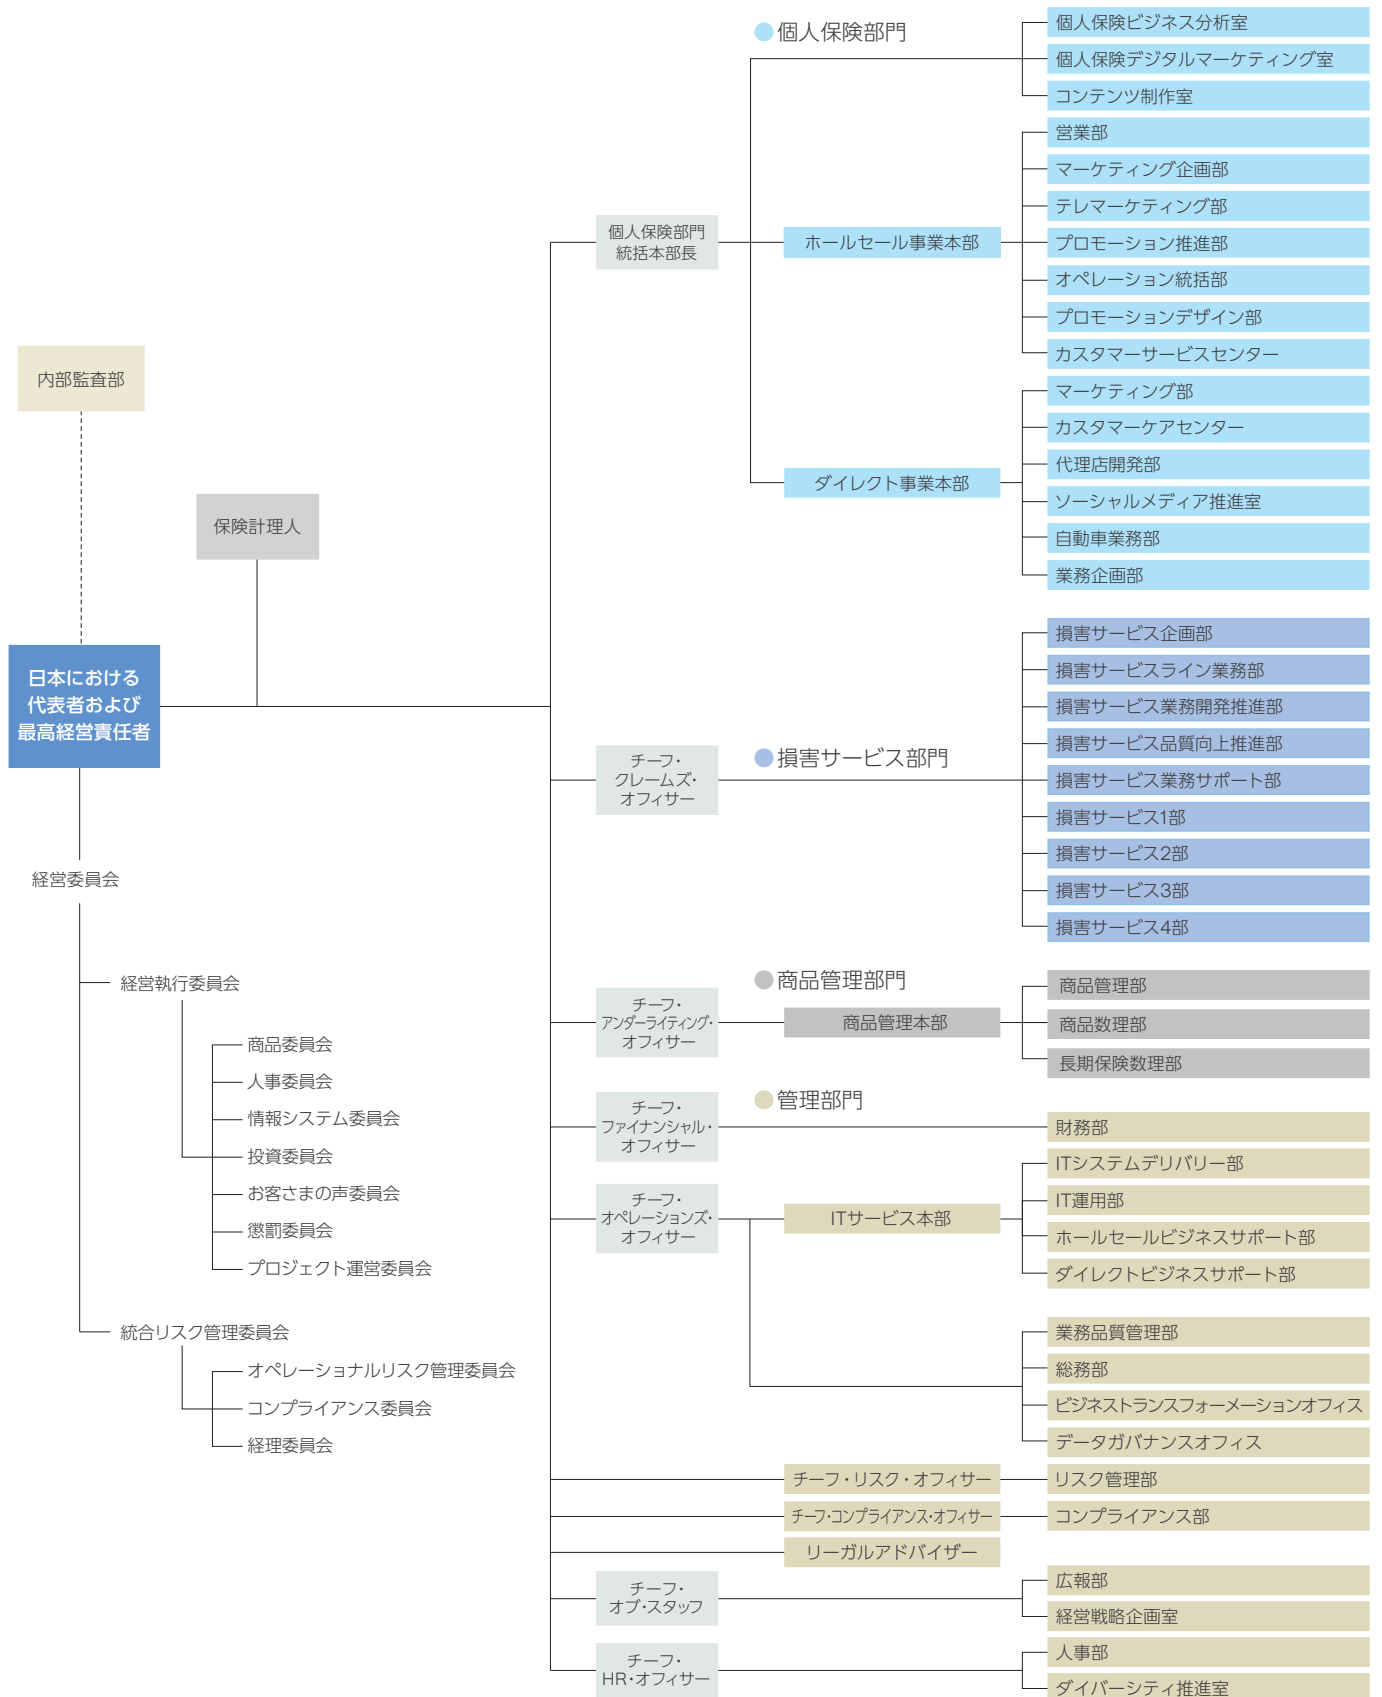 内部監査部
保険計理人
日本における
代表者および
最高経営責任者
経営委員会
経営執行委員会
商品委員会
人事委員会
情報システム委員会
投資委員会
お客さまの声委員会
懲罰委員会
プロジェクト運営委員会
統合リスク管理委員会
オペレーショナルリスク管理委員会
コンプライアンス委員会
経理委員会
●個人保険部門
個人保険部門
統括本部長
個人保険ビジネス分析室
個人保険デジタルマーケティング室
コンテンツ制作室
ホールセール事業本部
営業部
マーケティング企画部
テレマーケティング部
プロモーション推進部
オペレーション統括部
プロモーションデザイン部
カスタマーサービスセンター
ダイレクト事業本部
マーケティング部
カスタマーケアセンター
代理店開発部
ソーシャルメディア推進室
自動車業務部
業務企画部
●損害サービス部門
チーフ・
クレームズ・
オフィサー
損害サービス企画部
損害サービスライン業務部
損害サービス業務開発推進部
損害サービス品質向上推進部
損害サービス業務サポート部
損害サービス1部
損害サービス2部
損害サービス3部
損害サービス4部
●商品管理部門
チーフ・
アンダーライティング・
オフィサー
商品管理本部
商品管理部
商品数理部
長期保険数理部
●管理部門
チーフ・
ファイナンシャル・
オフィサー
財務部
チーフ・
オペレーションズ・
オフィサー
ITサービス本部
ITシステムデリバリー部
IT運用部
ホールセールビジネスサポート部
ダイレクトビジネスサポート部
業務品質管理部
総務部
ビジネストランスフォーメーションオフィス
データガバナンスオフィス
チーフ・リスク・オフィサー
リスク管理部
チーフ・コンプライアンス・オフィサー
コンプライアンス部
リーガルアドバイザー
チーフ・
オブ・スタッフ
広報部
経営戦略企画室
チーフ・
HR・オフィサー
人事部
ダイバーシティ推進室